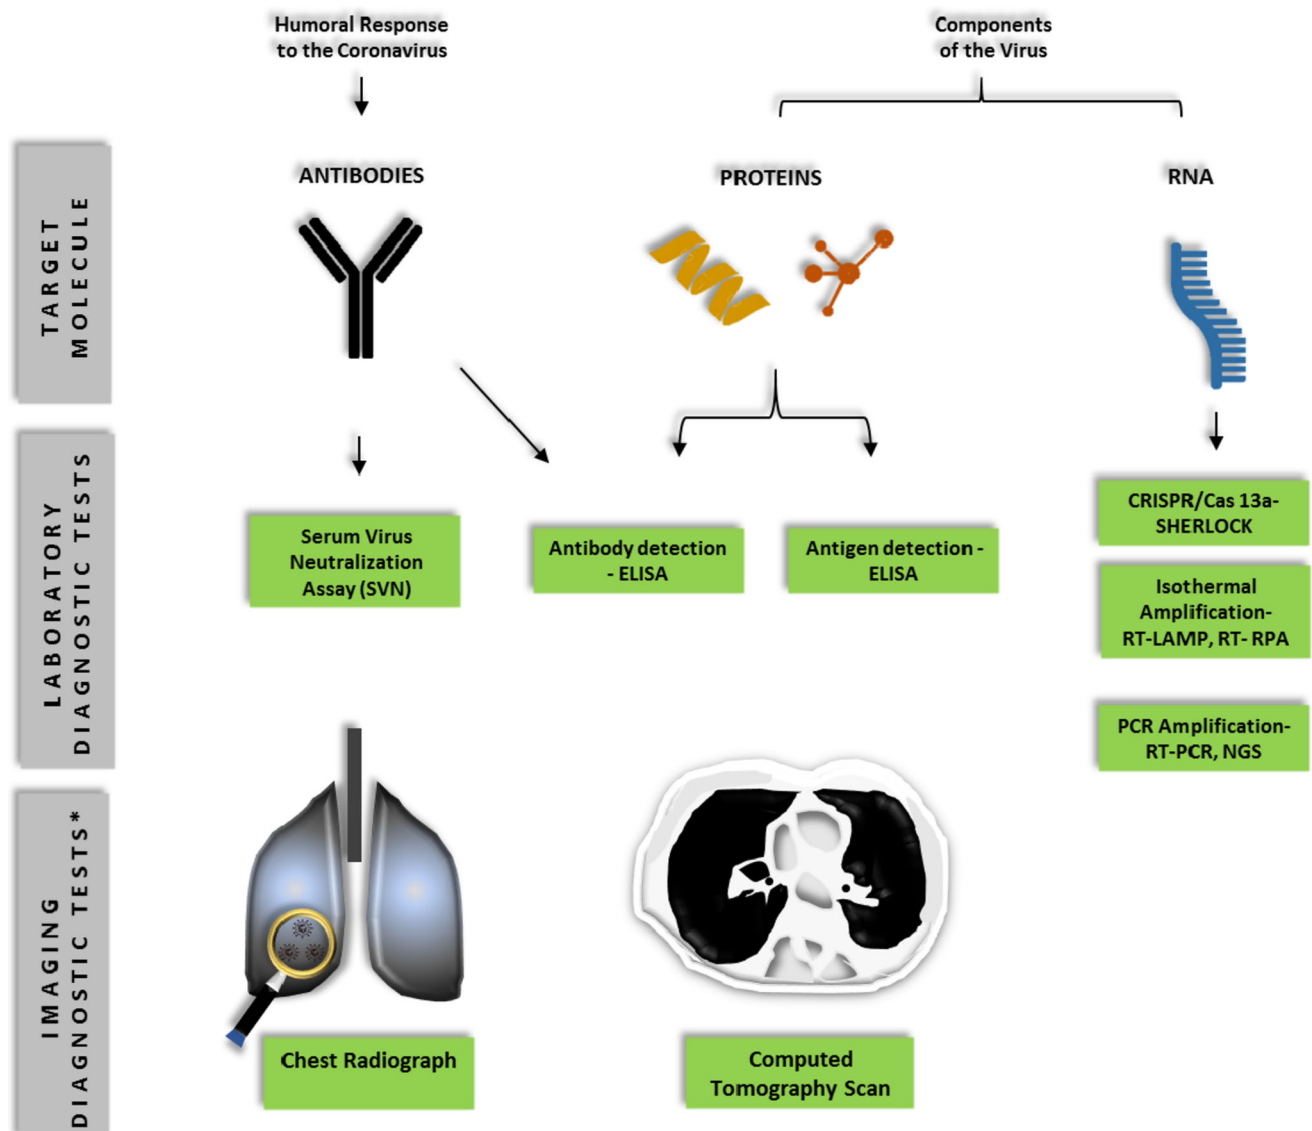 Humoral Response
to the Coronavirus
Components
of the Virus
TARGET
MOLECULE
ANTIBODIES
PROTEINS
RNA
LABORATORY
DIAGNOSTIC TESTS
Serum Virus
Neutralization
Assay (SVN)
Antibody detection
- ELISA
Antigen detection -
ELISA
CRISPR/Cas 13a-
SHERLOCK
Isothermal
Amplification-
RT-LAMP, RT- RPA
PCR Amplification-
RT-PCR, NGS
IMAGING
DIAGNOSTIC TESTS*
Chest Radiograph
Computed
Tomography Scan